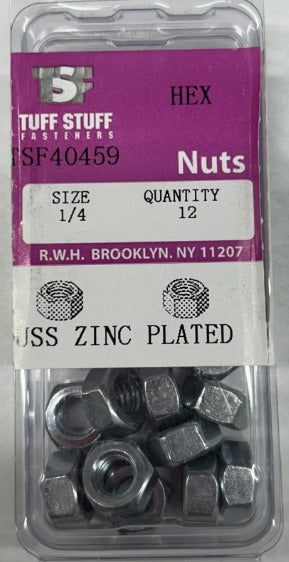 TSF
HEX
TUFF STUFF
FASTENERS
TSF40459
Nuts
SIZE QUANTITY
1/4 12
R.W.H. BROOKLYN. NY 11207
USS ZINC PLATED